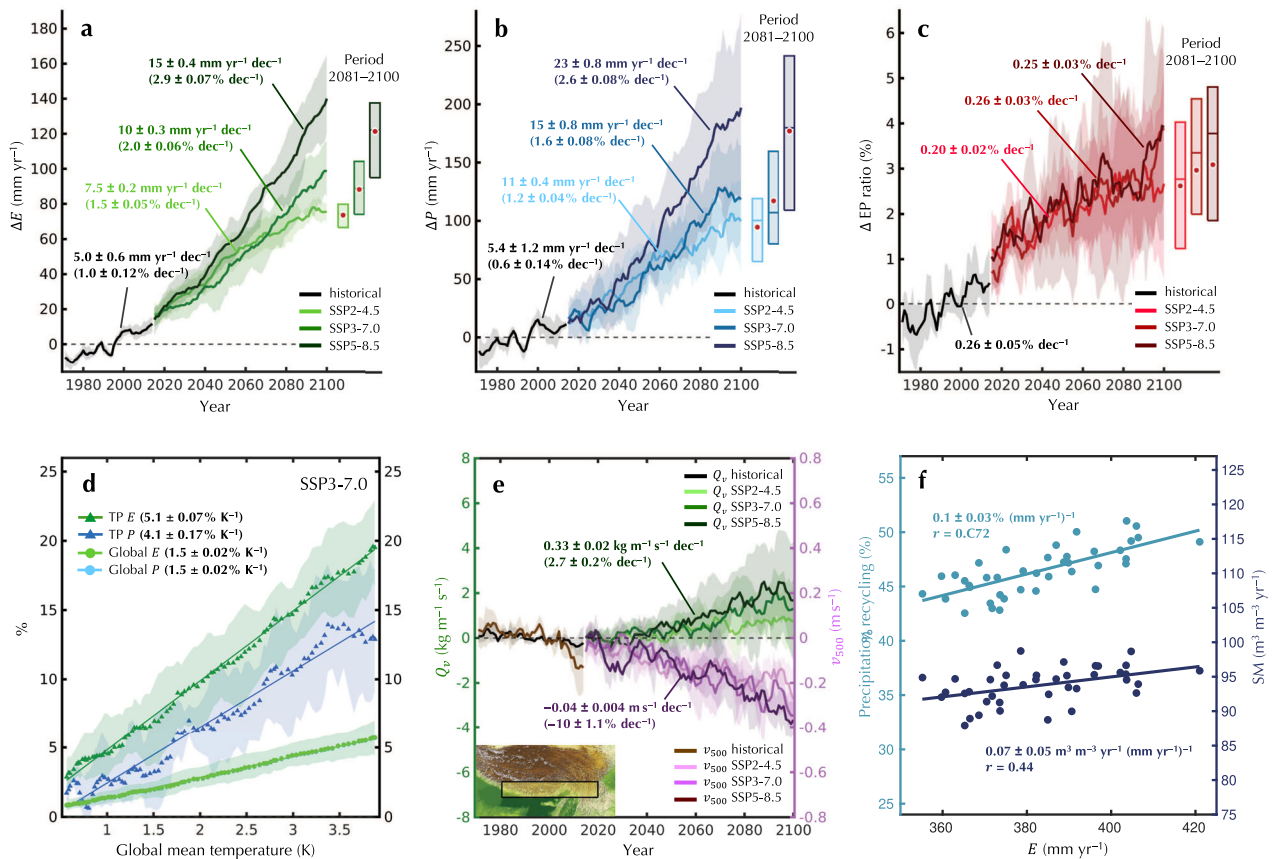 a
Period
2081–2100
15 ± 0.4 mm yr⁻¹ dec⁻¹
(2.9 ± 0.07% dec⁻¹)
10 ± 0.3 mm yr⁻¹ dec⁻¹
(2.0 ± 0.06% dec⁻¹)
7.5 ± 0.2 mm yr⁻¹ dec⁻¹
(1.5 ± 0.05% dec⁻¹)
5.0 ± 0.6 mm yr⁻¹ dec⁻¹
(1.0 ± 0.12% dec⁻¹)
historical
SSP2-4.5
SSP3-7.0
SSP5-8.5
ΔE (mm yr⁻¹)
180
160
140
120
100
80
60
40
20
0
1980 2000 2020 2040 2060 2080 2100
Year
b
Period
2081–2100
23 ± 0.8 mm yr⁻¹ dec⁻¹
(2.6 ± 0.08% dec⁻¹)
15 ± 0.8 mm yr⁻¹ dec⁻¹
(1.6 ± 0.08% dec⁻¹)
11 ± 0.4 mm yr⁻¹ dec⁻¹
(1.2 ± 0.04% dec⁻¹)
5.4 ± 1.2 mm yr⁻¹ dec⁻¹
(0.6 ± 0.14% dec⁻¹)
historical
SSP2-4.5
SSP3-7.0
SSP5-8.5
ΔP (mm yr⁻¹)
250
200
150
100
50
0
1980 2000 2020 2040 2060 2080 2100
Year
c
Period
2081–2100
0.25 ± 0.03% dec⁻¹
0.26 ± 0.03% dec⁻¹
0.20 ± 0.02% dec⁻¹
0.26 ± 0.05% dec⁻¹
historical
SSP2-4.5
SSP3-7.0
SSP5-8.5
Δ EP ratio (%)
6
5
4
3
2
1
0
-1
1980 2000 2020 2040 2060 2080 2100
Year
d
SSP3-7.0
TP E (5.1 ± 0.07% K⁻¹)
TP P (4.1 ± 0.17% K⁻¹)
Global E (1.5 ± 0.02% K⁻¹)
Global P (1.5 ± 0.02% K⁻¹)
%
25
20
15
10
5
0
25
20
15
10
5
0
1 1.5 2 2.5 3 3.5
Global mean temperature (K)
e
Qᵥ historical
Qᵥ SSP2-4.5
Qᵥ SSP3-7.0
Qᵥ SSP5-8.5
0.33 ± 0.02 kg m⁻¹ s⁻¹ dec⁻¹
(2.7 ± 0.2% dec⁻¹)
−0.04 ± 0.004 m s⁻¹ dec⁻¹
(−10 ± 1.1% dec⁻¹)
v₅₀₀ historical
v₅₀₀ SSP2-4.5
v₅₀₀ SSP3-7.0
v₅₀₀ SSP5-8.5
Qᵥ (kg m⁻¹ s⁻¹)
8
6
4
2
0
-2
-4
-6
-8
v₅₀₀ (m s⁻¹)
0.8
0.6
0.4
0.2
0
-0.2
-0.4
-0.6
-0.8
1980 2000 2020 2040 2060 2080 2100
Year
f
0.1 ± 0.03% (mm yr⁻¹)⁻¹
r = 0.C72
0.07 ± 0.05 m³ m⁻³ yr⁻¹ (mm yr⁻¹)⁻¹
r = 0.44
Precipitation recycling (%)
%
55
50
45
40
35
30
25
24
SM (m³ m⁻³ yr⁻¹)
125
120
115
110
105
100
95
90
85
80
75
74
360 380 400 420
E (mm yr⁻¹)